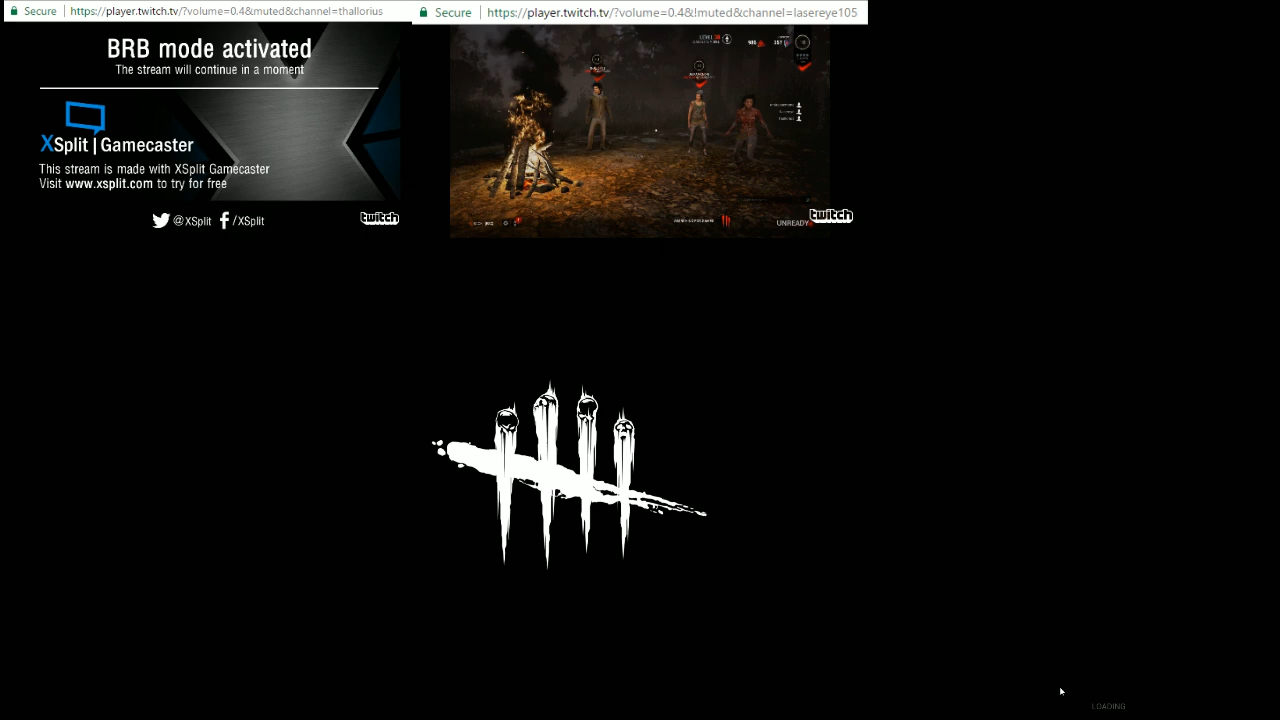 Secure https://player.twitch.tv/?volume=0.4&muted&channel=thallorius
BRB mode activated
The stream will continue in a moment
XSplit | Gamecaster
This stream is made with XSplit Gamecaster
Visit www.xsplit.com to try for free
@XSplit /XSplit
twitch
Secure https://player.twitch.tv/?volume=0.4&!muted&channel=lasereye105
LEVEL
UNREADY
twitch
LOADING